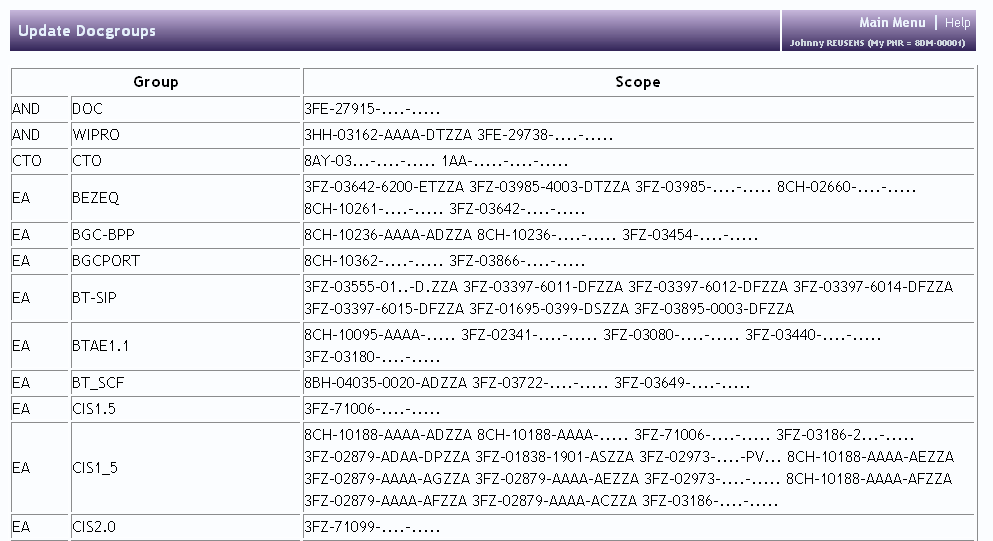 Update Docgroups
Main Menu | Help
Johnny REUSENS (My PNR = 8DM-00001)
Group Scope
AND DOC 3FE-27915-....-.....
AND WIPRO 3HH-03162-AAAA-DTZZA 3FE-29738-....-.....
CTO CTO 8AY-03...-....-..... 1AA-.....-....-.....
EA BEZEQ 3FZ-03642-6200-ETZZA 3FZ-03985-4003-DTZZA 3FZ-03985-....-..... 8CH-02660-....-.....
8CH-10261-....-..... 3FZ-03642-....-.....
EA BGC-BPP 8CH-10236-AAAA-ADZZA 8CH-10236-....-..... 3FZ-03454-....-.....
EA BGCPORT 8CH-10362-....-..... 3FZ-03866-....-.....
EA BT-SIP 3FZ-03555-01..-D.ZZA 3FZ-03397-6011-DFZZA 3FZ-03397-6012-DFZZA 3FZ-03397-6014-DFZZA
3FZ-03397-6015-DFZZA 3FZ-01695-0399-DSZZA 3FZ-03895-0003-DFZZA
EA BTAE1.1 8CH-10095-AAAA-..... 3FZ-02341-....-..... 3FZ-03080-....-..... 3FZ-03440-....-.....
3FZ-03180-....-.....
EA BT_SCF 8BH-04035-0020-ADZZA 3FZ-03722-....-..... 3FZ-03649-....-.....
EA CIS1.5 3FZ-71006-....-.....
EA CIS1_5 8CH-10188-AAAA-ADZZA 8CH-10188-AAAA-..... 3FZ-71006-....-..... 3FZ-03186-2...-.....
3FZ-02879-ADAA-DPZZA 3FZ-01838-1901-ASZZA 3FZ-02973-....-PV... 8CH-10188-AAAA-AEZZA
3FZ-02879-AAAA-AGZZA 3FZ-02879-AAAA-AEZZA 3FZ-02973-....-..... 8CH-10188-AAAA-AFZZA
3FZ-02879-AAAA-AFZZA 3FZ-02879-AAAA-ACZZA 3FZ-03186-....-.....
EA CIS2.0 3FZ-71099-....-.....